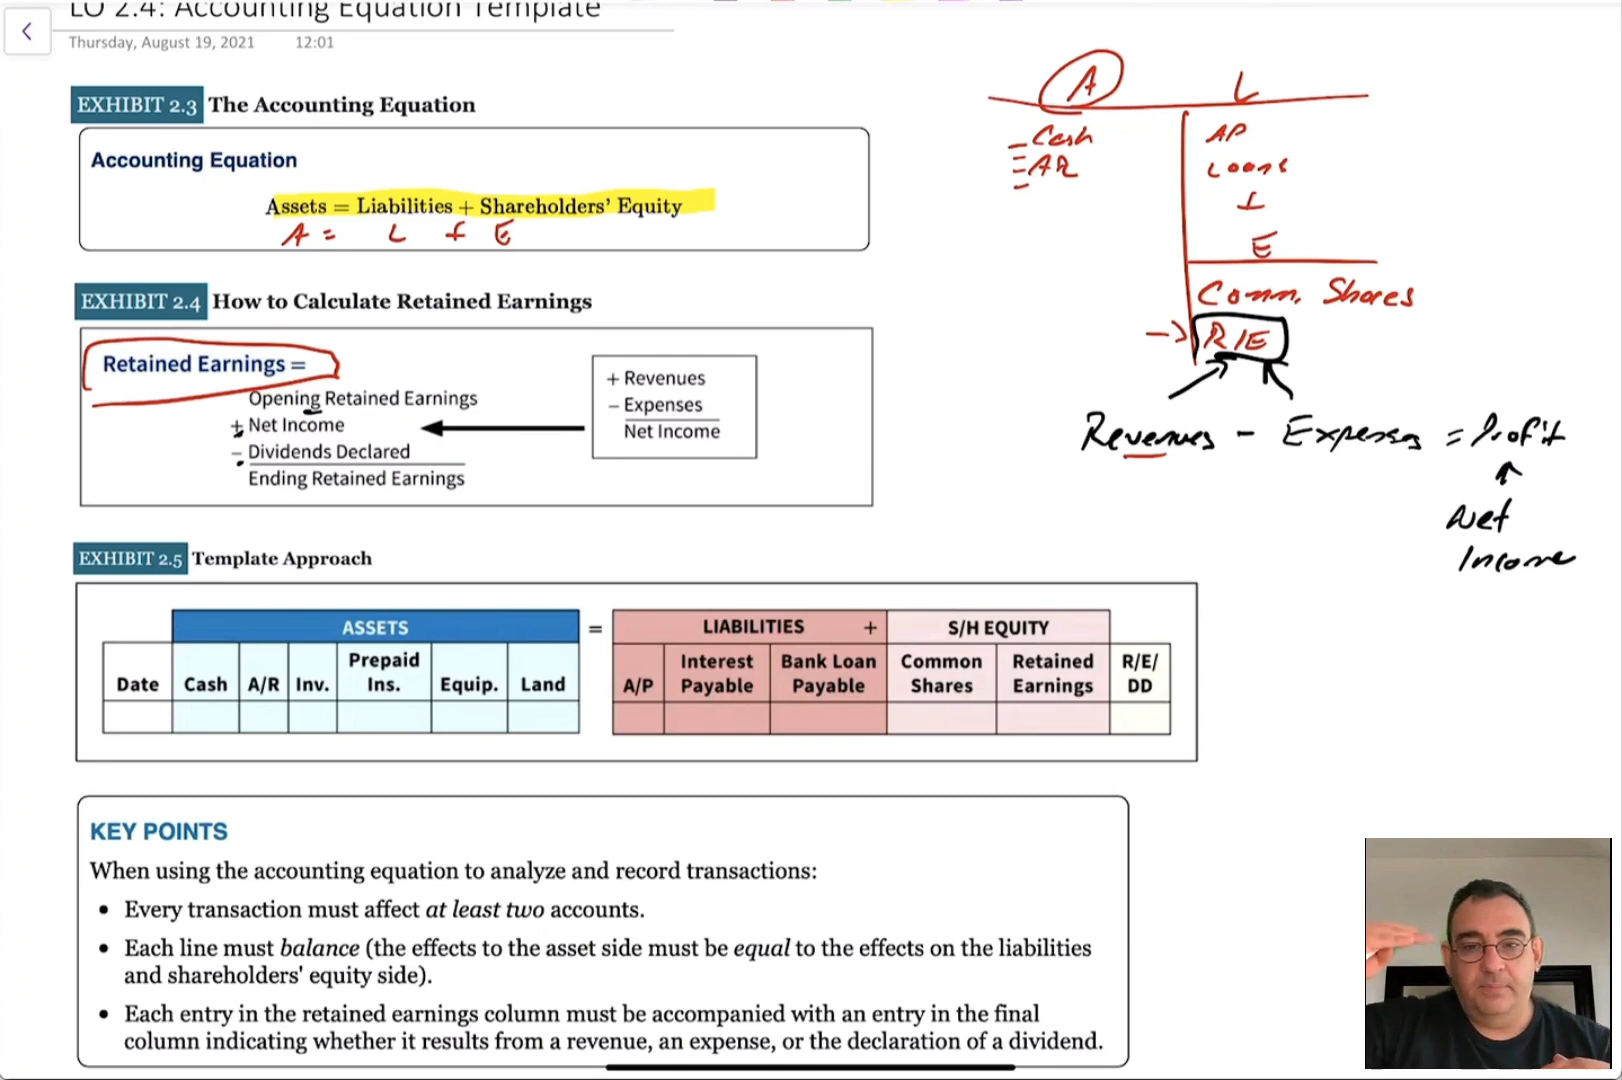 LO 2.4: Accounting Equation Template
Thursday, August 19, 2021 12:01
EXHIBIT 2.3 The Accounting Equation
Accounting Equation
Assets = Liabilities + Shareholders' Equity
A = L + E
EXHIBIT 2.4 How to Calculate Retained Earnings
Retained Earnings =
Opening Retained Earnings
+ Net Income
− Dividends Declared
Ending Retained Earnings
+ Revenues
− Expenses
Net Income
A L
Cash
AR
AP
Loans
+
E
Comm. Shares
R/E
Revenues - Expenses = Profit
Net
Income
EXHIBIT 2.5 Template Approach
ASSETS = LIABILITIES + S/H EQUITY
Date Cash A/R Inv. Prepaid Ins. Equip. Land A/P Interest Payable Bank Loan Payable Common Shares Retained Earnings R/E/ DD
KEY POINTS
When using the accounting equation to analyze and record transactions:
• Every transaction must affect at least two accounts.
• Each line must balance (the effects to the asset side must be equal to the effects on the liabilities
and shareholders' equity side).
• Each entry in the retained earnings column must be accompanied with an entry in the final
column indicating whether it results from a revenue, an expense, or the declaration of a dividend.